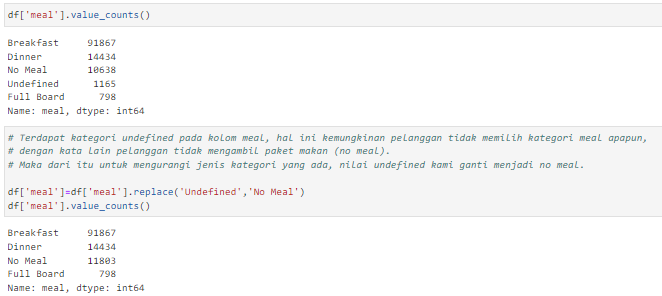 df['meal'].value_counts()
Breakfast    91867
Dinner       14434
No Meal      10638
Undefined     1165
Full Board     798
Name: meal, dtype: int64
# Terdapat kategori undefined pada kolom meal, hal ini kemungkinan pelanggan tidak memilih kategori meal apapun,
# dengan kata lain pelanggan tidak mengambil paket makan (no meal).
# Maka dari itu untuk mengurangi jenis kategori yang ada, nilai undefined kami ganti menjadi no meal.
df['meal']=df['meal'].replace('Undefined','No Meal')
df['meal'].value_counts()
Breakfast    91867
Dinner       14434
No Meal      11803
Full Board     798
Name: meal, dtype: int64